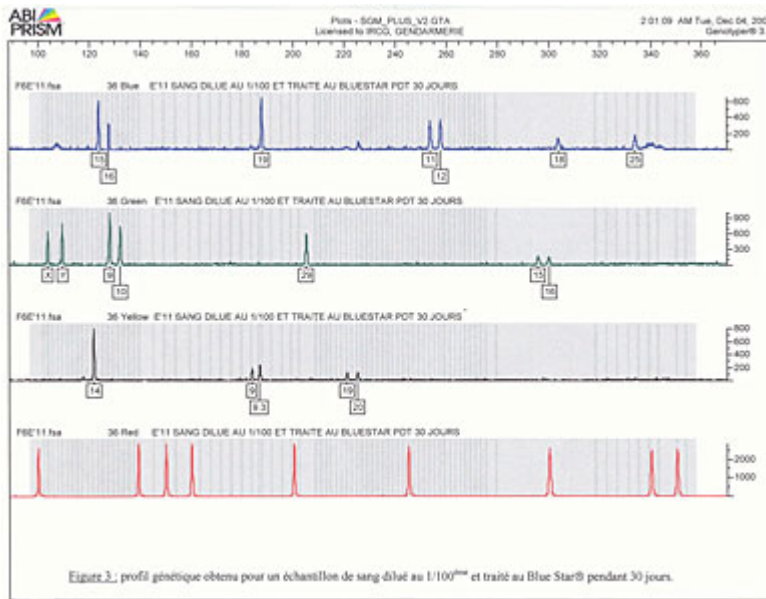 ABI PRISM
Plots - SGM_PLUS_V2.GTA
Licensed to IRCG, GENDARMERIE
2:01:09 AM Tue, Dec 04, 200
Genotyper® 3.
100 120 140 160 180 200 220 240 260 280 300 320 340 360
F6E'11.fsa 36 Blue E'11 SANG DILUE AU 1/100 ET TRAITE AU BLUESTAR PDT 30 JOURS
600
400
200
15 19 11 18 25
16 12
F6E'11.fsa 36 Green E'11 SANG DILUE AU 1/100 ET TRAITE AU BLUESTAR PDT 30 JOURS
900
600
300
X Y 9 29 15
10 16
F6E'11.fsa 36 Yellow E'11 SANG DILUE AU 1/100 ET TRAITE AU BLUESTAR PDT 30 JOURS
800
600
400
200
14 9 19
9.3 20
F6E'11.fsa 36 Red E'11 SANG DILUE AU 1/100 ET TRAITE AU BLUESTAR PDT 30 JOURS
2000
1000
Figure 3 : profil génétique obtenu pour un échantillon de sang dilué au 1/100ème et traité au Blue Star® pendant 30 jours.